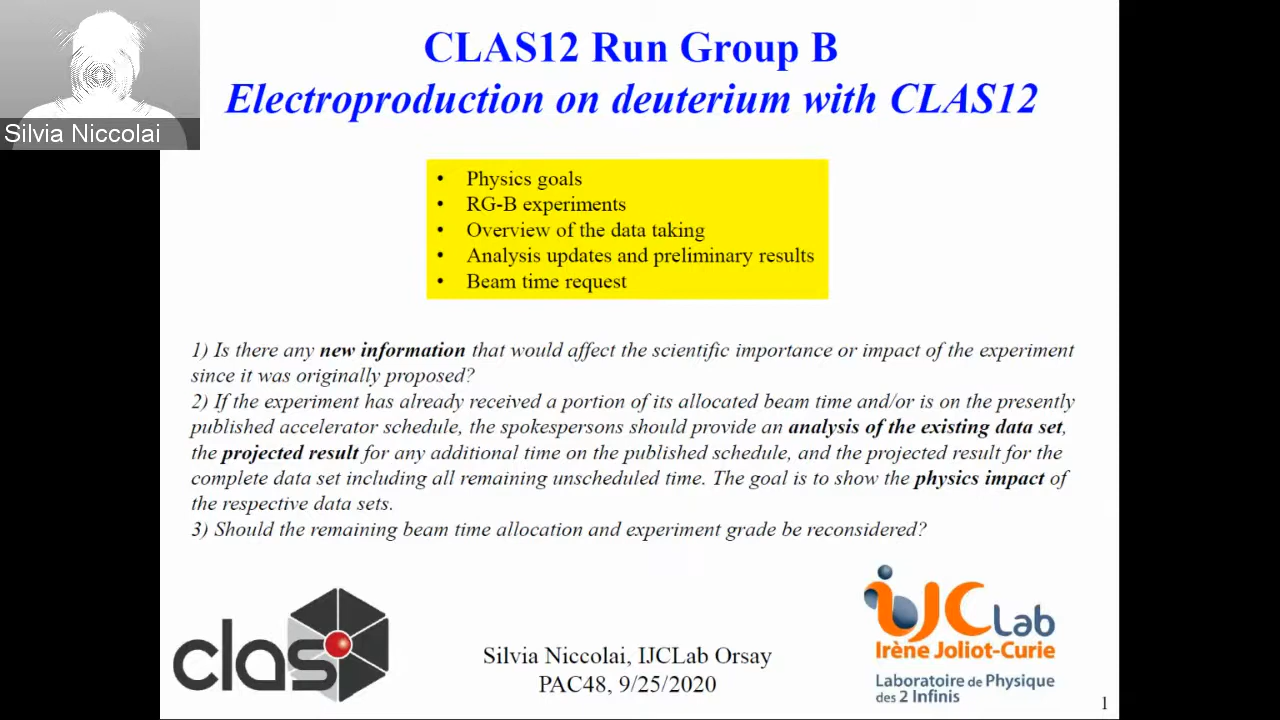 CLAS12 Run Group B
Electroproduction on deuterium with CLAS12
Silvia Niccolai
• Physics goals
• RG-B experiments
• Overview of the data taking
• Analysis updates and preliminary results
• Beam time request
1) Is there any new information that would affect the scientific importance or impact of the experiment
since it was originally proposed?
2) If the experiment has already received a portion of its allocated beam time and/or is on the presently
published accelerator schedule, the spokespersons should provide an analysis of the existing data set,
the projected result for any additional time on the published schedule, and the projected result for the
complete data set including all remaining unscheduled time. The goal is to show the physics impact of
the respective data sets.
3) Should the remaining beam time allocation and experiment grade be reconsidered?
clas
Silvia Niccolai, IJCLab Orsay
PAC48, 9/25/2020
iJC Lab
Irène Joliot-Curie
Laboratoire de Physique
des 2 Infinis
1